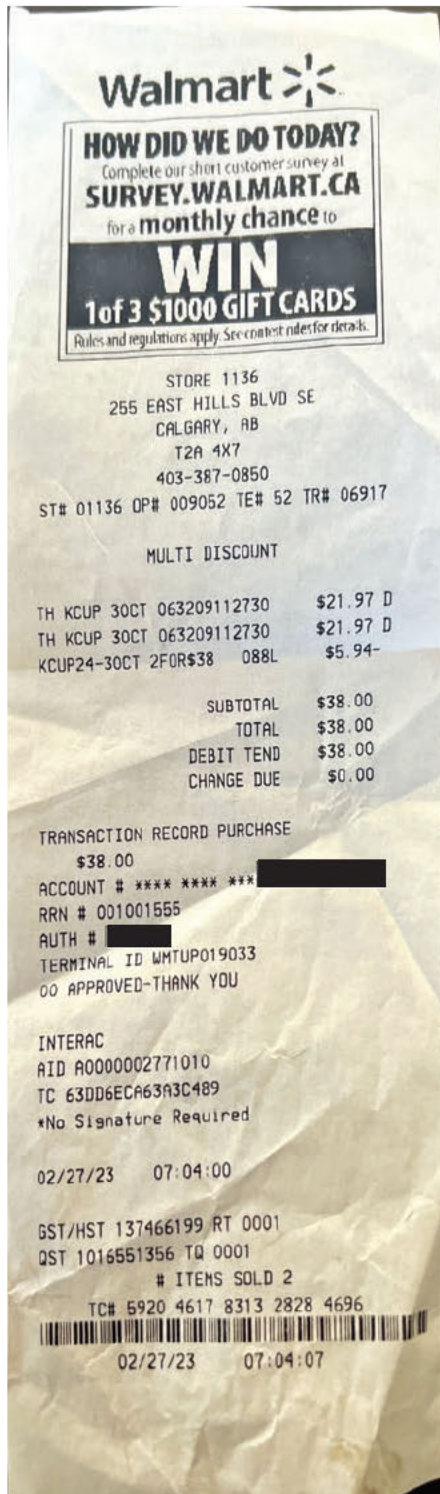 Walmart
HOW DID WE DO TODAY?
Complete our short customer survey at
SURVEY.WALMART.CA
for a monthly chance to
WIN
1 of 3 $1000 GIFT CARDS
Rules and regulations apply. See contest rules for details.
STORE 1136
255 EAST HILLS BLVD SE
CALGARY, AB
T2A 4X7
403-387-0850
ST# 01136 OP# 009052 TE# 52 TR# 06917
MULTI DISCOUNT
TH KCUP 30CT 063209112730 $21.97 D
TH KCUP 30CT 063209112730 $21.97 D
KCUP24-30CT 2FOR$38 088L $5.94-
SUBTOTAL $38.00
TOTAL $38.00
DEBIT TEND $38.00
CHANGE DUE $0.00
TRANSACTION RECORD PURCHASE
$38.00
ACCOUNT # **** **** ***
RRN # 001001555
AUTH #
TERMINAL ID WMTUP019033
00 APPROVED-THANK YOU
INTERAC
AID A0000002771010
TC 63DD6ECA63A3C489
*No Signature Required
02/27/23 07:04:00
GST/HST 137466199 RT 0001
QST 1016551356 TQ 0001
# ITEMS SOLD 2
TC# 5920 4617 8313 2828 4696
02/27/23 07:04:07